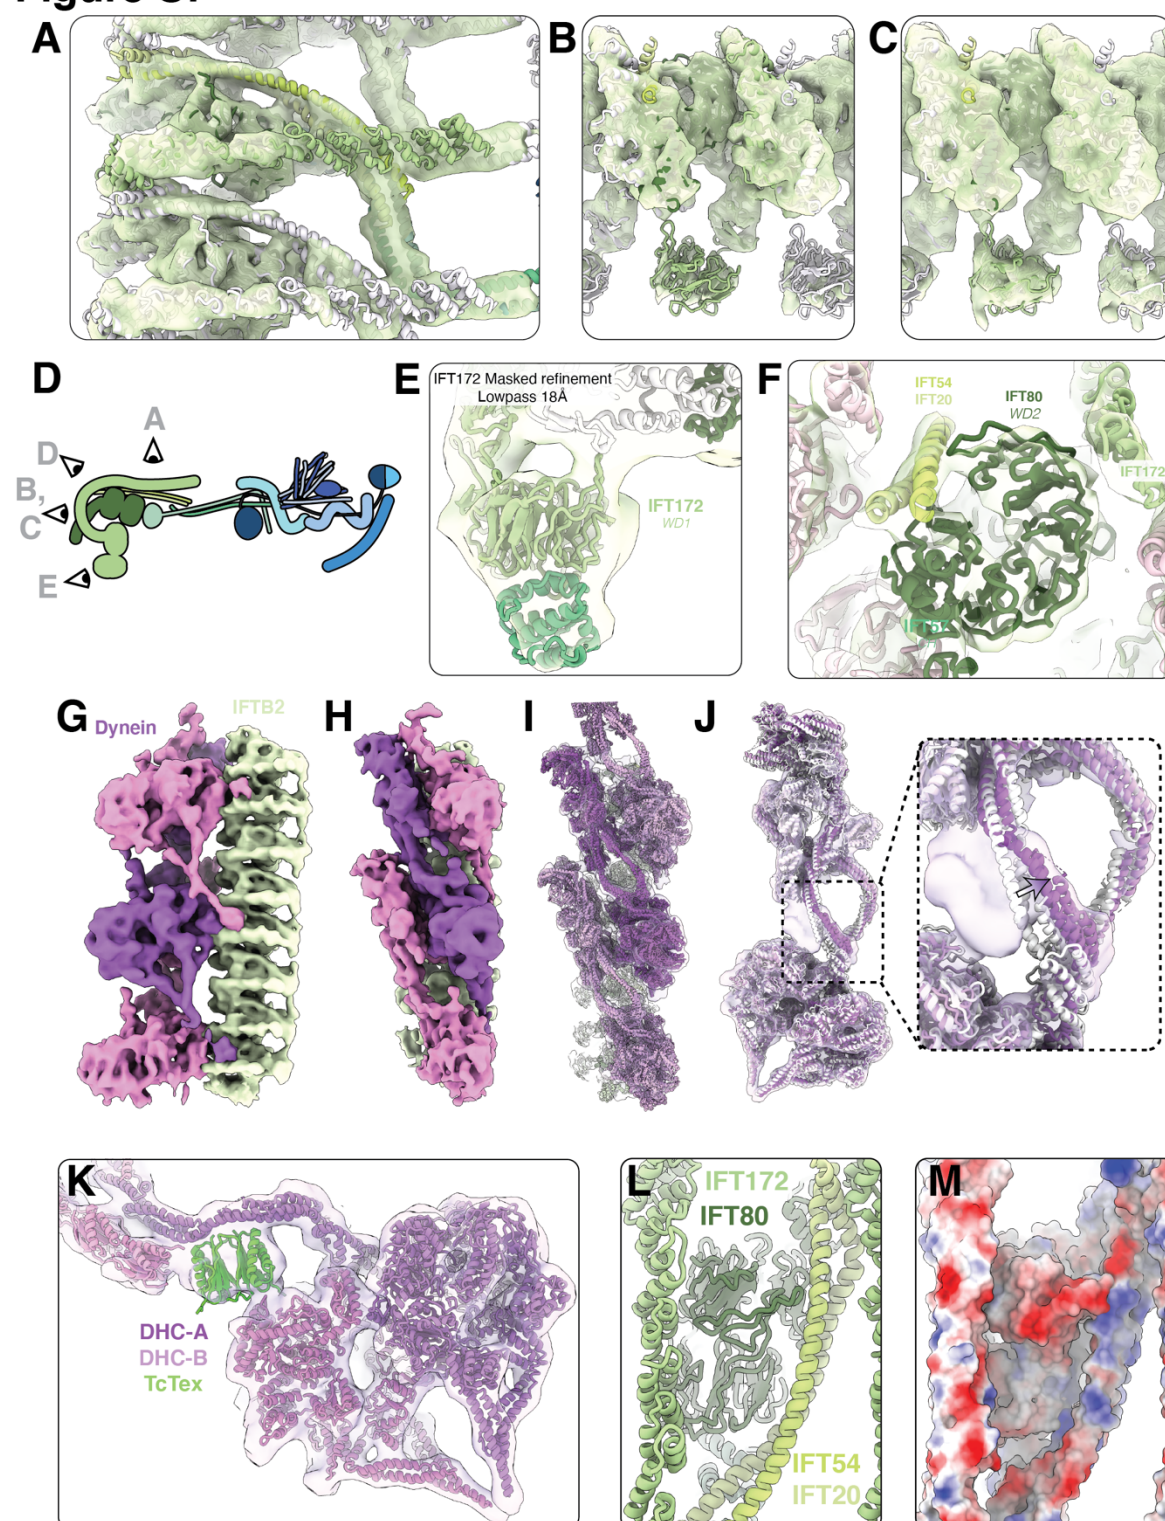 A
B
C
D
A
D
B,
C
E
E
IFT172 Masked refinement
Lowpass 18Å
IFT172
WD1
F
IFT54
IFT20
IFT80
WD2
IFT172
IFT57
G
Dynein
IFTB2
H
I
J
K
DHC-A
DHC-B
TcTex
L
IFT172
IFT80
IFT54
IFT20
M